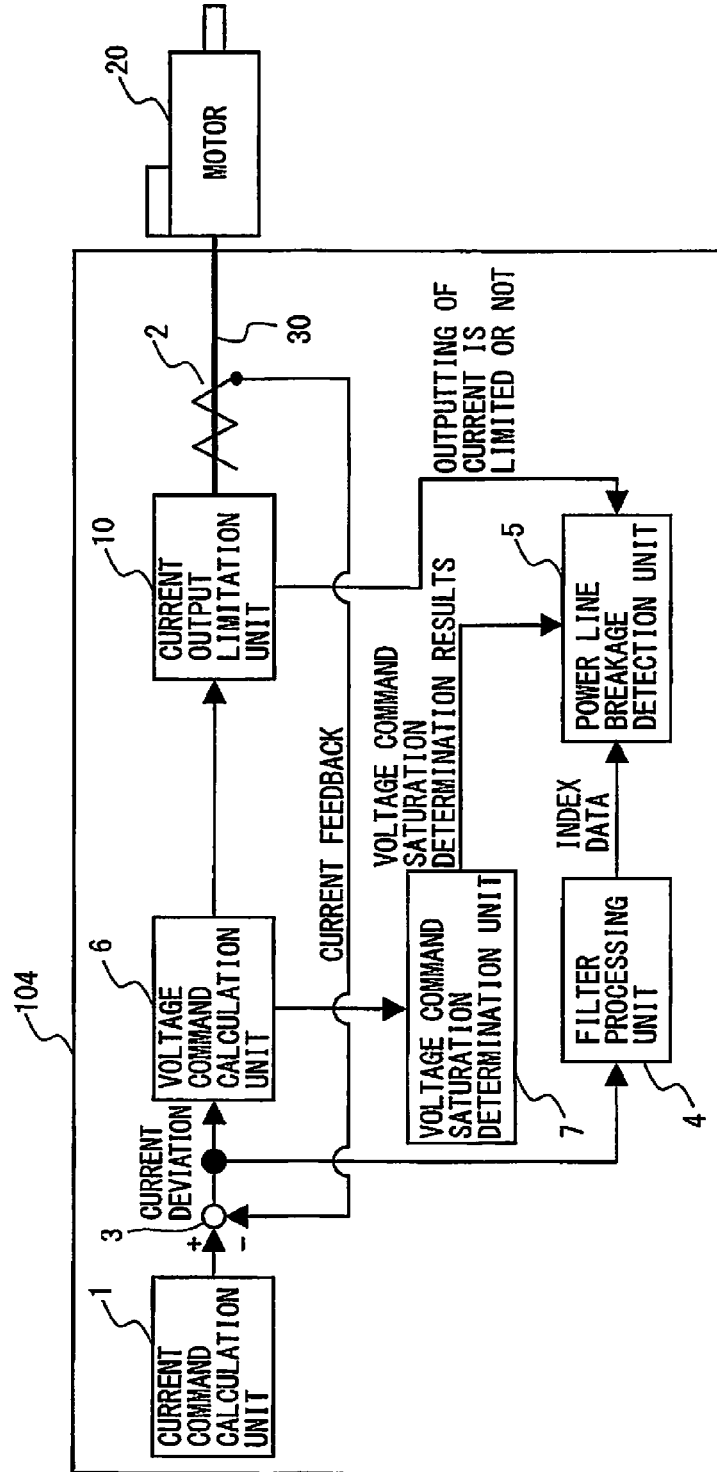 104
1
CURRENT
COMMAND
CALCULATION
UNIT
3
+
-
CURRENT
DEVIATION
6
VOLTAGE
COMMAND
CALCULATION
UNIT
10
CURRENT
OUTPUT
LIMITATION
UNIT
2
30
20
MOTOR
CURRENT FEEDBACK
VOLTAGE COMMAND
SATURATION
DETERMINATION UNIT
7
VOLTAGE COMMAND
SATURATION
DETERMINATION RESULTS
OUTPUTTING OF
CURRENT IS
LIMITED OR NOT
FILTER
PROCESSING
UNIT
4
INDEX
DATA
5
POWER LINE
BREAKAGE
DETECTION UNIT